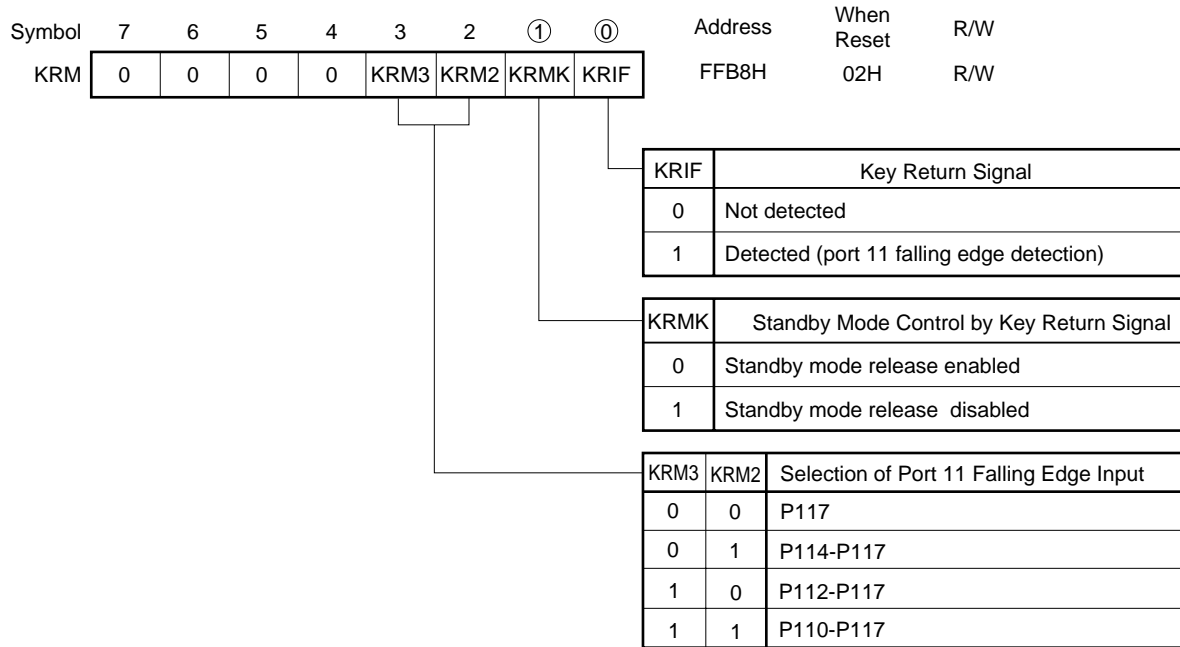 Symbol 7 6 5 4 3 2 ① ⓪ Address When Reset R/W
KRM 0 0 0 0 KRM3 KRM2 KRMK KRIF FFB8H 02H R/W
KRIF Key Return Signal
0 Not detected
1 Detected (port 11 falling edge detection)
KRMK Standby Mode Control by Key Return Signal
0 Standby mode release enabled
1 Standby mode release disabled
KRM3 KRM2 Selection of Port 11 Falling Edge Input
0 0 P117
0 1 P114-P117
1 0 P112-P117
1 1 P110-P117